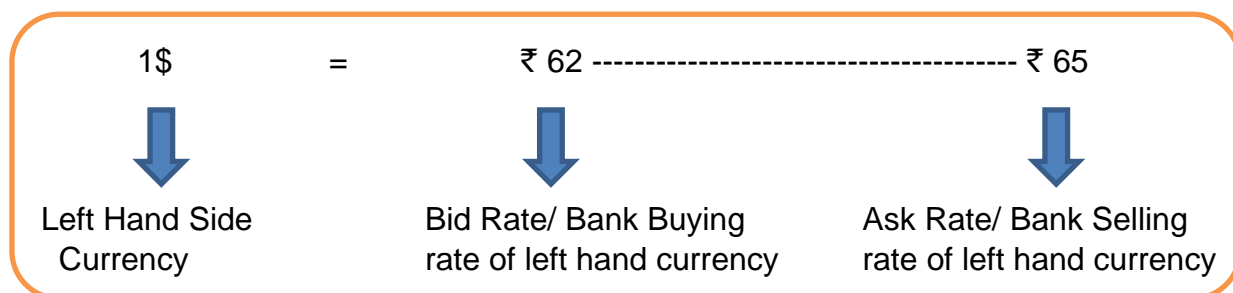 1$ = ₹ 62 --------------------------------------- ₹ 65
Left Hand Side Bid Rate/ Bank Buying Ask Rate/ Bank Selling
Currency rate of left hand currency rate of left hand currency